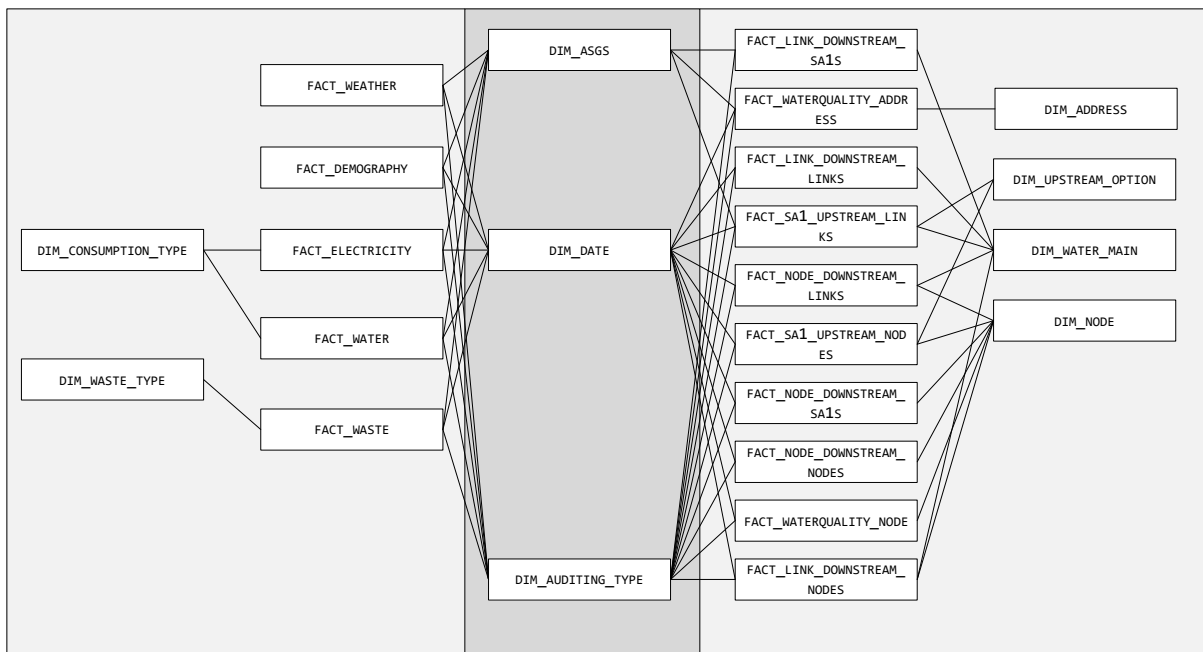 DIM_CONSUMPTION_TYPE
DIM_WASTE_TYPE
FACT_WEATHER
FACT_DEMOGRAPHY
FACT_ELECTRICITY
FACT_WATER
FACT_WASTE
DIM_ASGS
DIM_DATE
DIM_AUDITING_TYPE
FACT_LINK_DOWNSTREAM_
SA1S
FACT_WATERQUALITY_ADDR
ESS
FACT_LINK_DOWNSTREAM_
LINKS
FACT_SA1_UPSTREAM_LIN
KS
FACT_NODE_DOWNSTREAM_
LINKS
FACT_SA1_UPSTREAM_NOD
ES
FACT_NODE_DOWNSTREAM_
SA1S
FACT_NODE_DOWNSTREAM_
NODES
FACT_WATERQUALITY_NODE
FACT_LINK_DOWNSTREAM_
NODES
DIM_ADDRESS
DIM_UPSTREAM_OPTION
DIM_WATER_MAIN
DIM_NODE